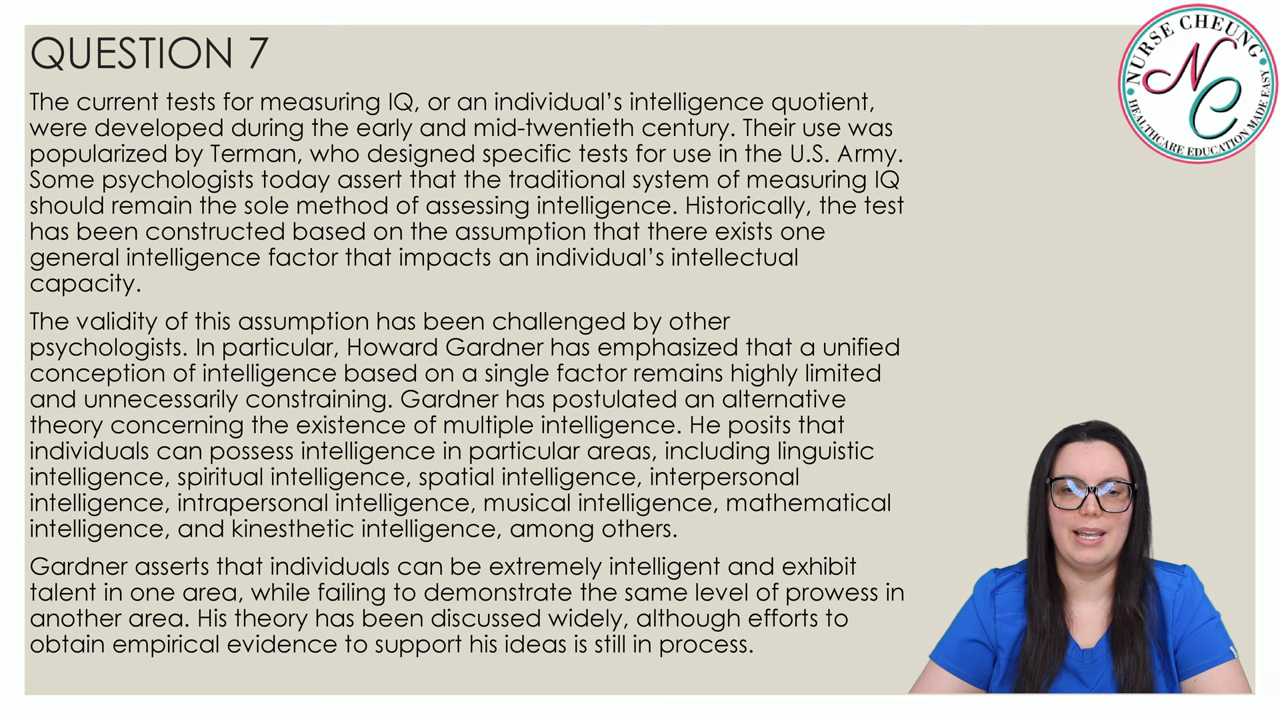 QUESTION 7
The current tests for measuring IQ, or an individual’s intelligence quotient,
were developed during the early and mid-twentieth century. Their use was
popularized by Terman, who designed specific tests for use in the U.S. Army.
Some psychologists today assert that the traditional system of measuring IQ
should remain the sole method of assessing intelligence. Historically, the test
has been constructed based on the assumption that there exists one
general intelligence factor that impacts an individual’s intellectual
capacity.
The validity of this assumption has been challenged by other
psychologists. In particular, Howard Gardner has emphasized that a unified
conception of intelligence based on a single factor remains highly limited
and unnecessarily constraining. Gardner has postulated an alternative
theory concerning the existence of multiple intelligence. He posits that
individuals can possess intelligence in particular areas, including linguistic
intelligence, spiritual intelligence, spatial intelligence, interpersonal
intelligence, intrapersonal intelligence, musical intelligence, mathematical
intelligence, and kinesthetic intelligence, among others.
Gardner asserts that individuals can be extremely intelligent and exhibit
talent in one area, while failing to demonstrate the same level of prowess in
another area. His theory has been discussed widely, although efforts to
obtain empirical evidence to support his ideas is still in process.
NURSE CHEUNG
NC
HEALTHCARE EDUCATION MADE EASY